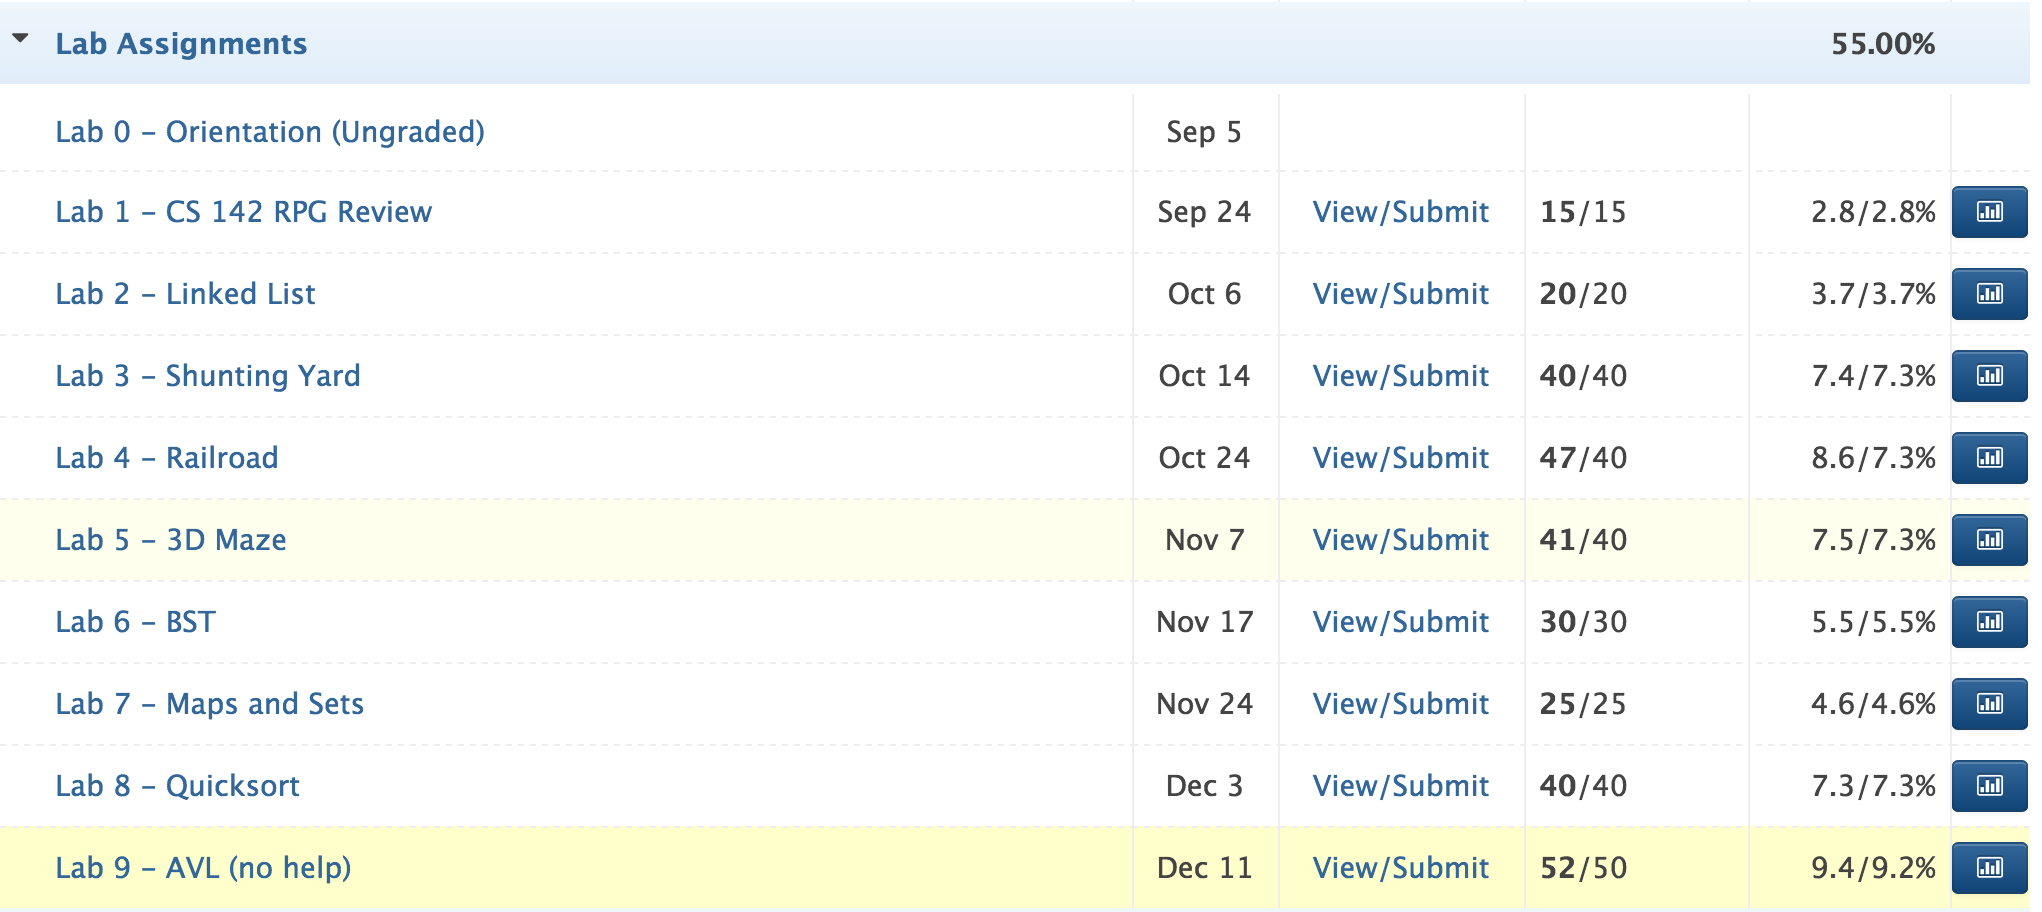 Lab Assignments 55.00%
Lab 0 – Orientation (Ungraded) Sep 5
Lab 1 – CS 142 RPG Review Sep 24 View/Submit 15/15 2.8/2.8%
Lab 2 – Linked List Oct 6 View/Submit 20/20 3.7/3.7%
Lab 3 – Shunting Yard Oct 14 View/Submit 40/40 7.4/7.3%
Lab 4 – Railroad Oct 24 View/Submit 47/40 8.6/7.3%
Lab 5 – 3D Maze Nov 7 View/Submit 41/40 7.5/7.3%
Lab 6 – BST Nov 17 View/Submit 30/30 5.5/5.5%
Lab 7 – Maps and Sets Nov 24 View/Submit 25/25 4.6/4.6%
Lab 8 – Quicksort Dec 3 View/Submit 40/40 7.3/7.3%
Lab 9 – AVL (no help) Dec 11 View/Submit 52/50 9.4/9.2%